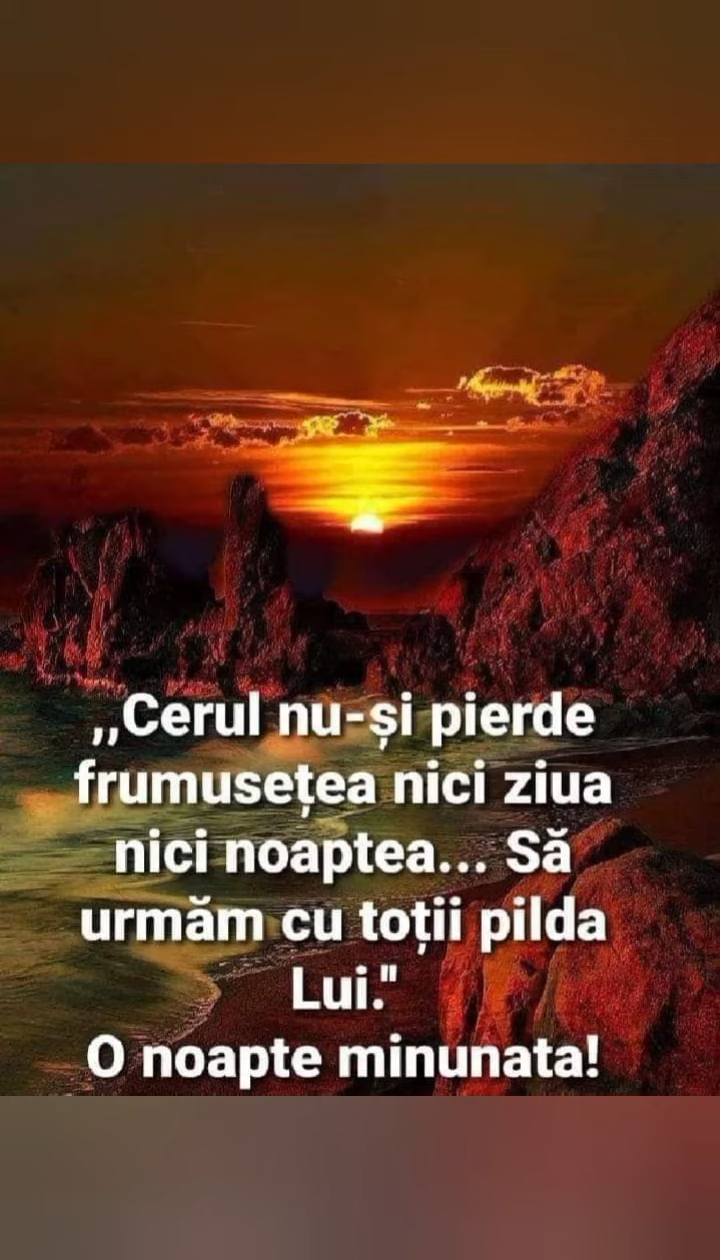 ,,Cerul nu-și pierde
frumusețea nici ziua
nici noaptea... Să
urmăm cu toții pilda
Lui."
O noapte minunata!